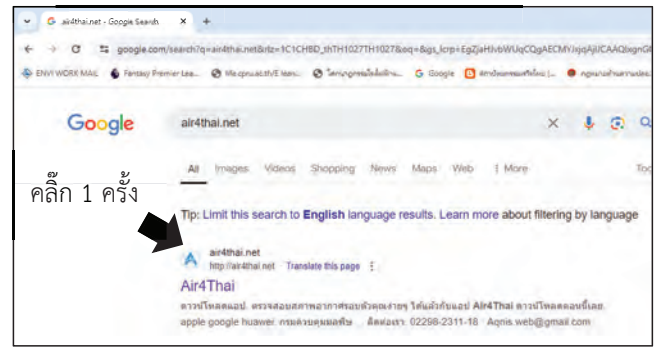 air4thai.net - Google Search
google.com/search?q=air4thai.net&rlz=1C1CHBD_thTH1027TH1027&oq=
ENVI WORK MAIL Fantasy Premier Lea... Google
Google
air4thai.net
All Images Videos Shopping News Maps Web More
คลิ๊ก 1 ครั้ง
Tip: Limit this search to English language results. Learn more about filtering by language
air4thai.net
http://air4thai.net Translate this page
Air4Thai
ดาวน์โหลดแอป. ตรวจสอบสภาพอากาศรอบตัวคุณง่ายๆ ได้แล้วกับแอป Air4Thai ดาวน์โหลดตอนนี้เลย.
apple google huawei. กรมควบคุมมลพิษ ติดต่อเรา. 02298-2311-18 Aqnis.web@gmail.com